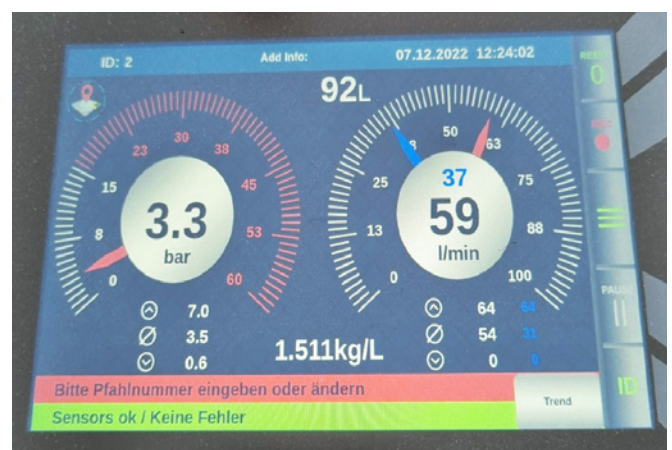 ID: 2
Add Info:
07.12.2022 12:24:02
RESET
0
92L
0
8
15
23
30
38
45
53
60
3.3
bar
0
13
25
50
63
75
88
100
37
59
l/min
REC
PAUSE
7.0
3.5
0.6
1.511kg/L
64 64
54 31
0 0
Bitte Pfahlnummer eingeben oder ändern
Sensors ok / Keine Fehler
Trend
ID